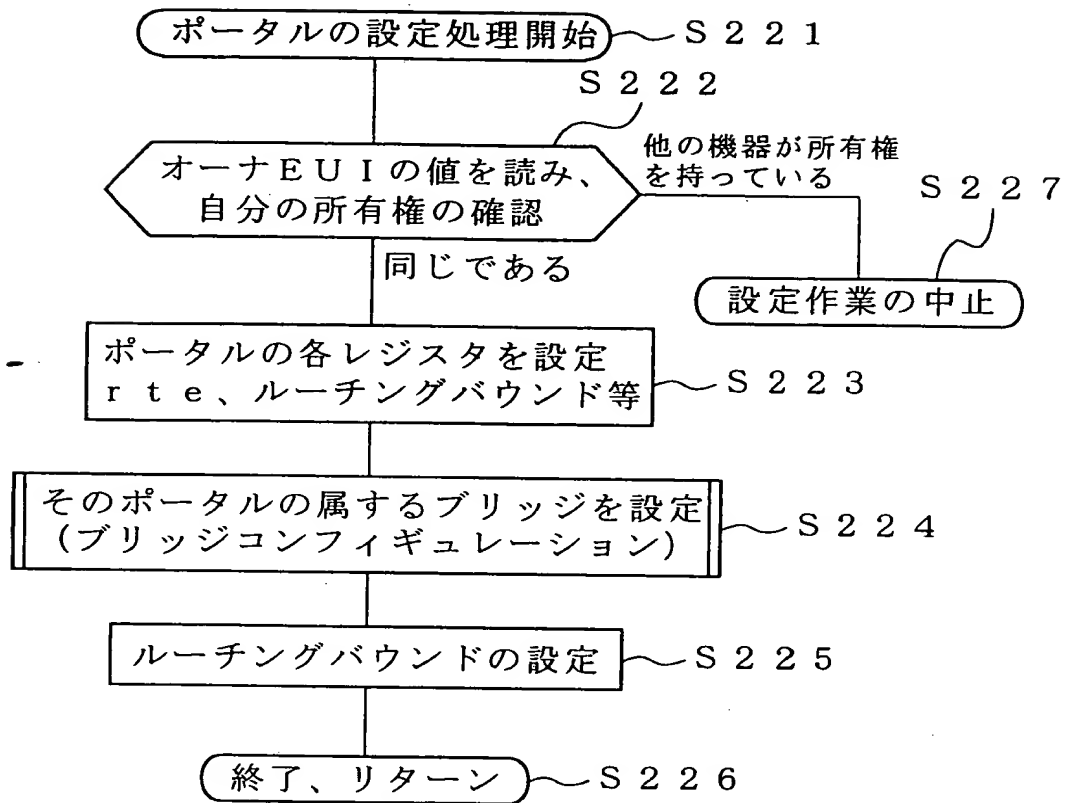 ポータルの設定処理開始
S221
S222
オーナEUIの値を読み、
自分の所有権の確認
他の機器が所有権
を持っている
S227
設定作業の中止
同じである
ポータルの各レジスタを設定
rte、ルーチングバウンド等
S223
そのポータルの属するブリッジを設定
(ブリッジコンフィギュレーション)
S224
ルーチングバウンドの設定
S225
終了、リターン
S226